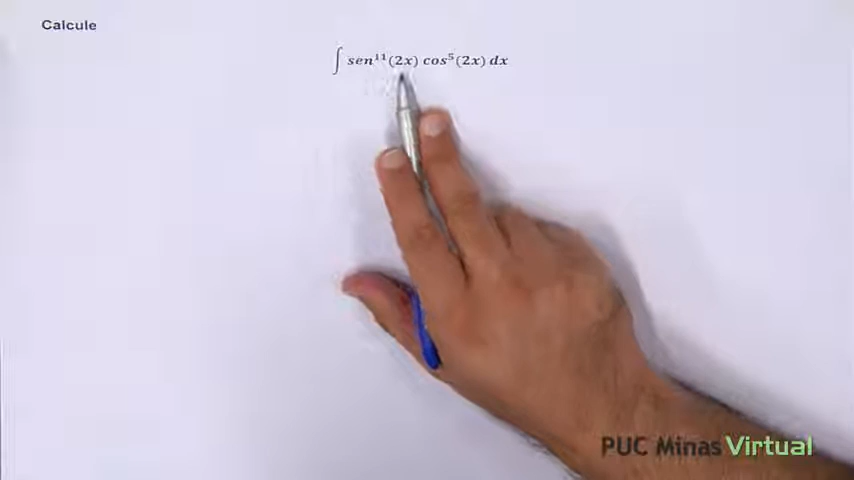 Calcule
∫ sen¹¹(2x) cos⁵(2x) dx
PUC Minas Virtual